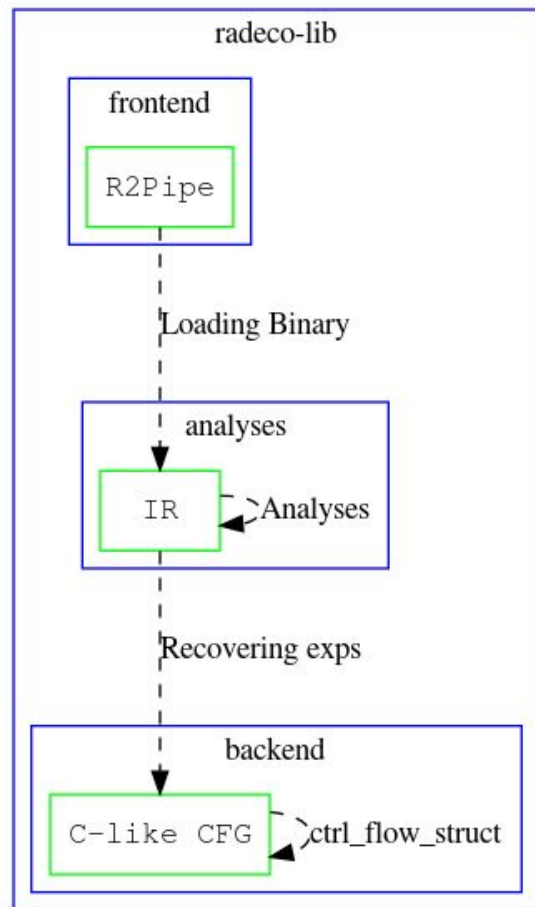 radeco-lib
frontend
R2Pipe
Loading Binary
analyses
IR
Analyses
Recovering exps
backend
C-like CFG
ctrl_flow_struct